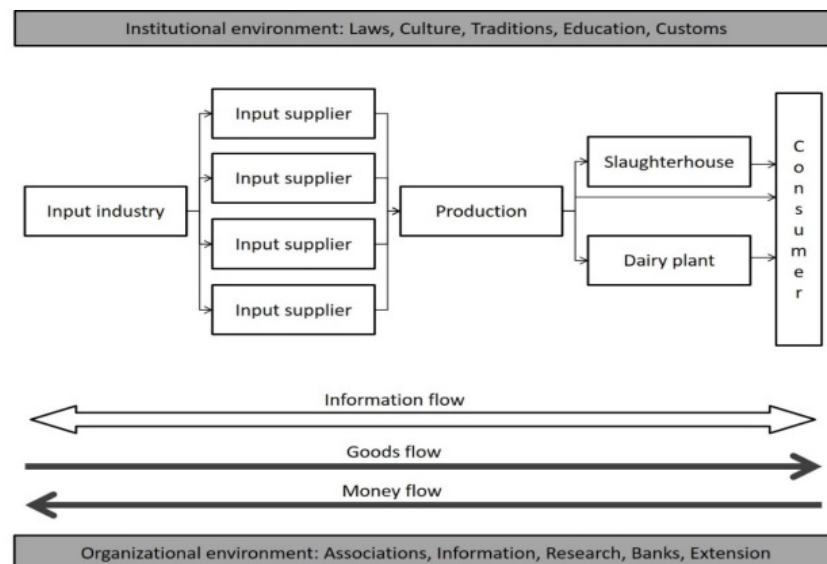 Institutional environment: Laws, Culture, Traditions, Education, Customs
Input supplier
Input supplier
Input supplier
Input supplier
Input industry
Production
Slaughterhouse
Dairy plant
Consumer
Information flow
Goods flow
Money flow
Organizational environment: Associations, Information, Research, Banks, Extension